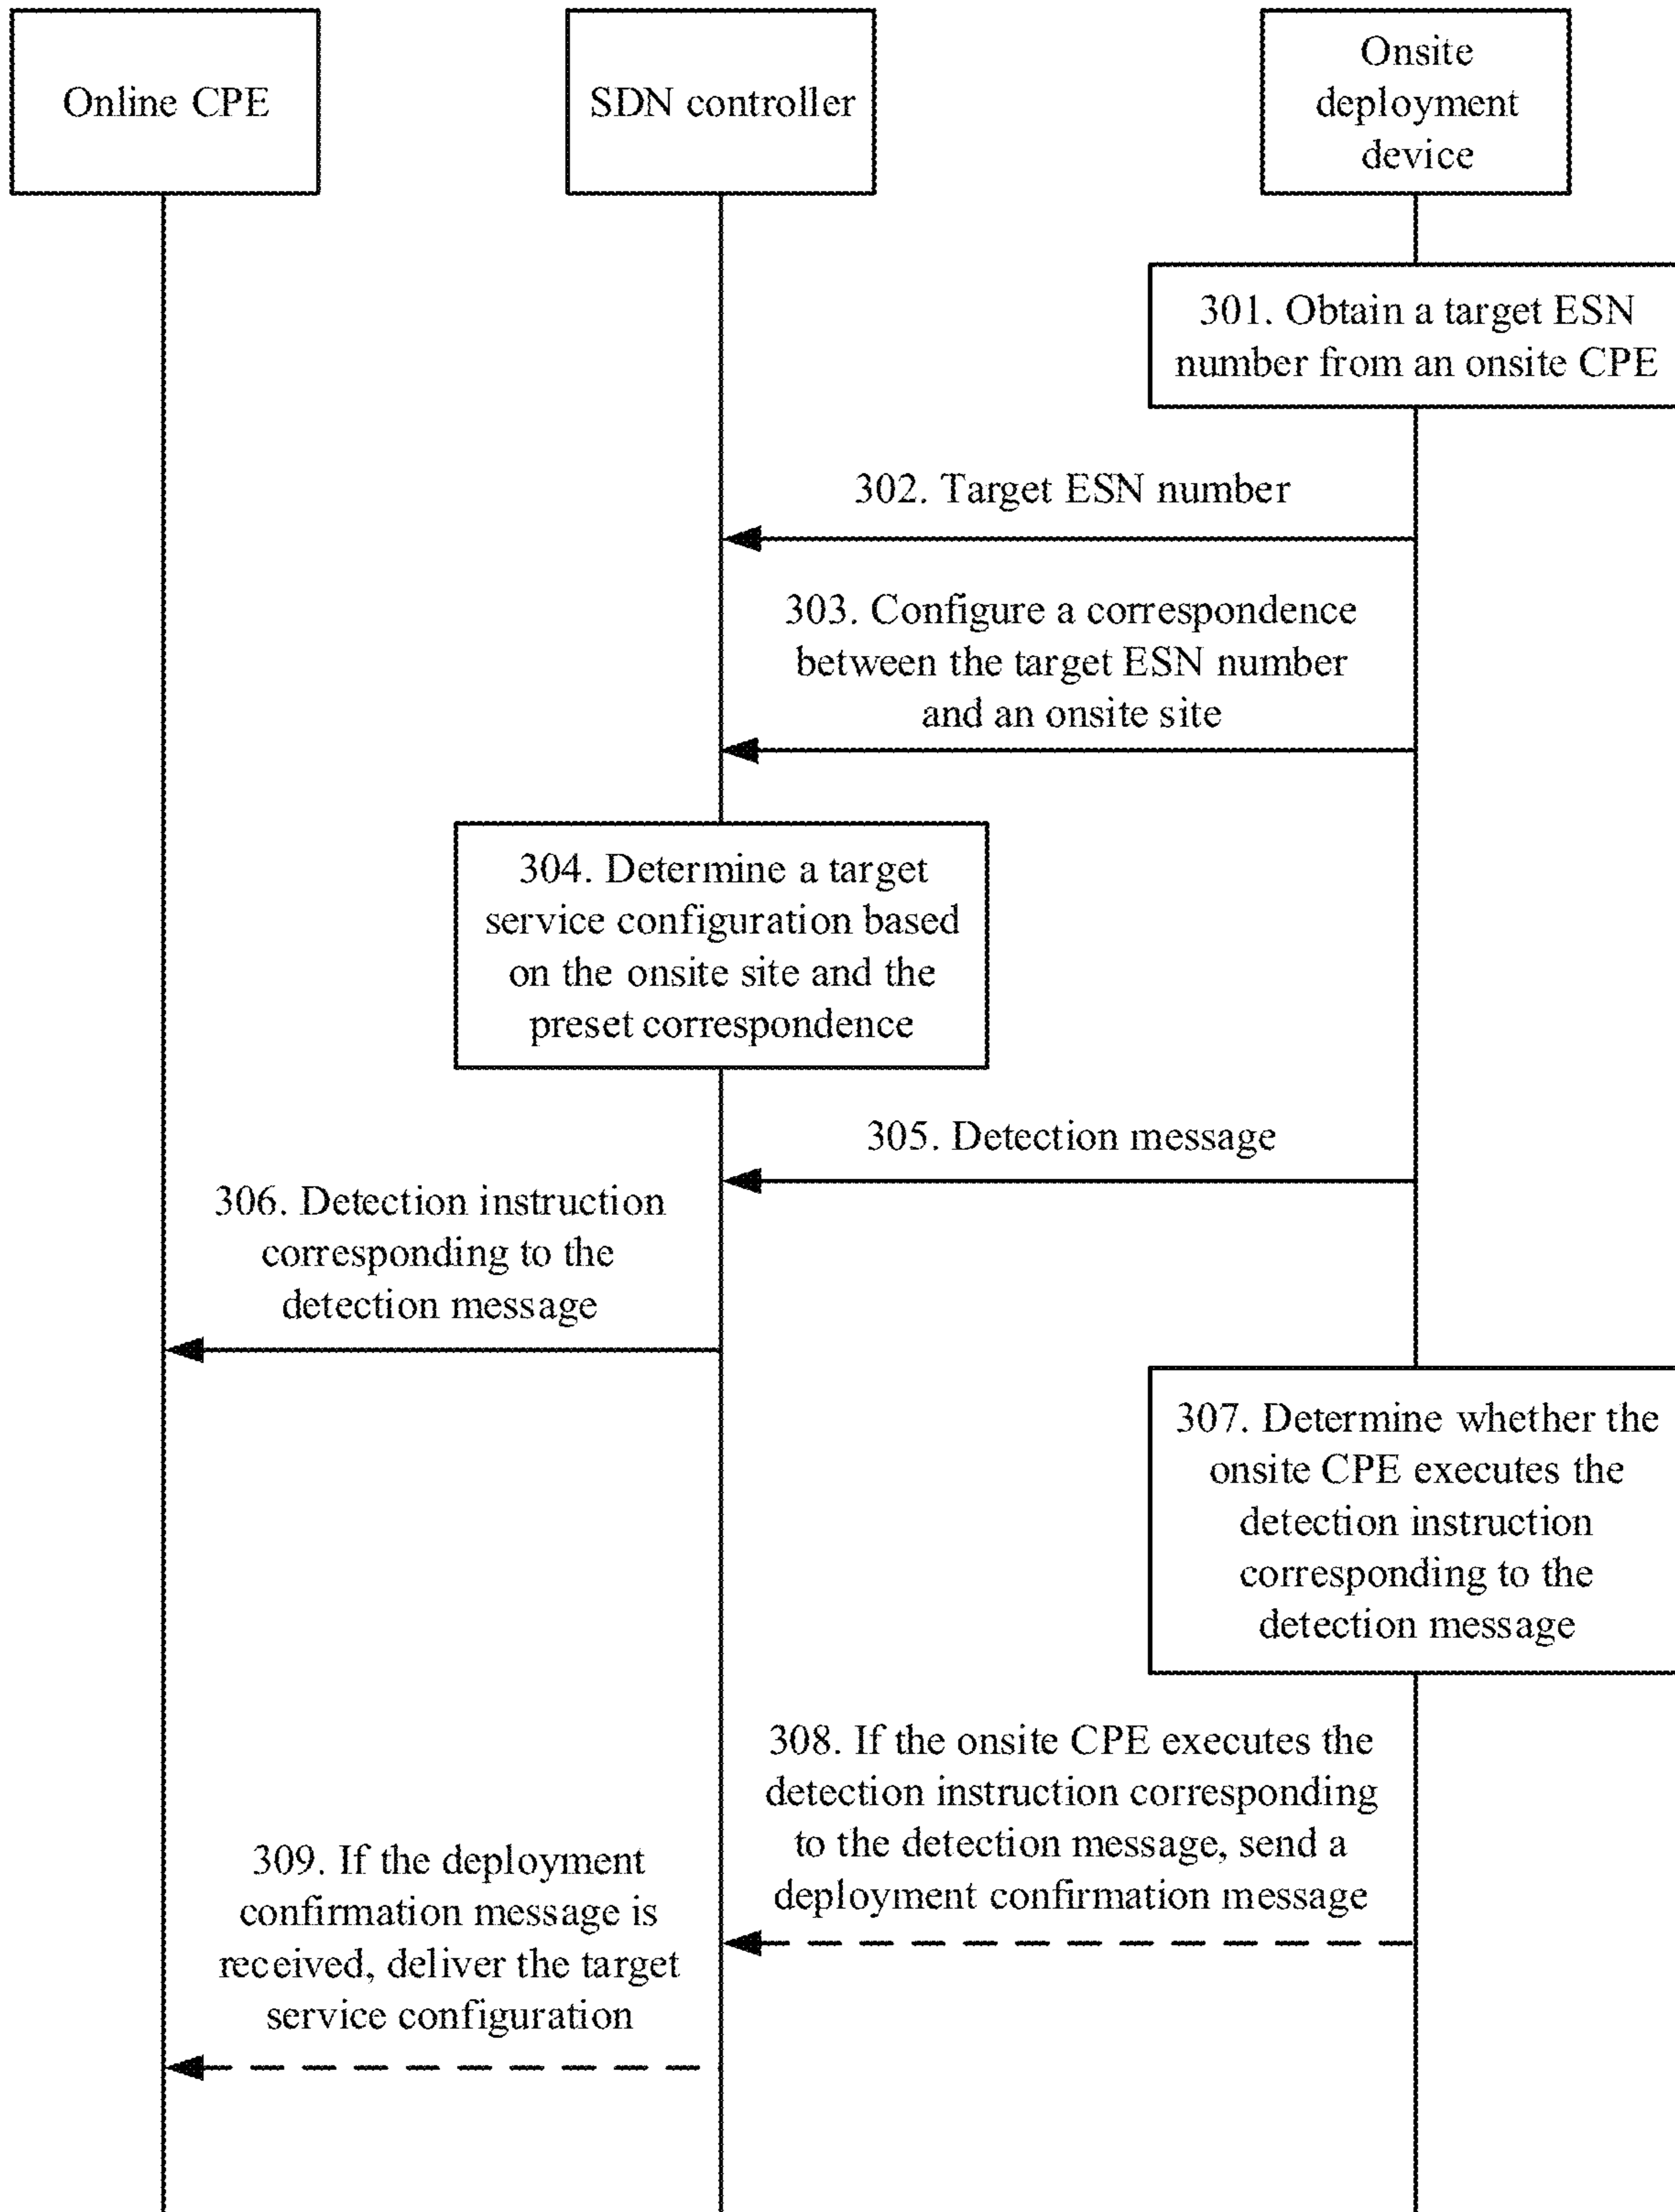 Online CPE
SDN controller
Onsite
deployment
device
301. Obtain a target ESN
number from an onsite CPE
302. Target ESN number
303. Configure a correspondence
between the target ESN number
and an onsite site
304. Determine a target
service configuration based
on the onsite site and the
preset correspondence
305. Detection message
306. Detection instruction
corresponding to the
detection message
307. Determine whether the
onsite CPE executes the
detection instruction
corresponding to the
detection message
308. If the onsite CPE executes the
detection instruction corresponding
to the detection message, send a
deployment confirmation message
309. If the deployment
confirmation message is
received, deliver the target
service configuration